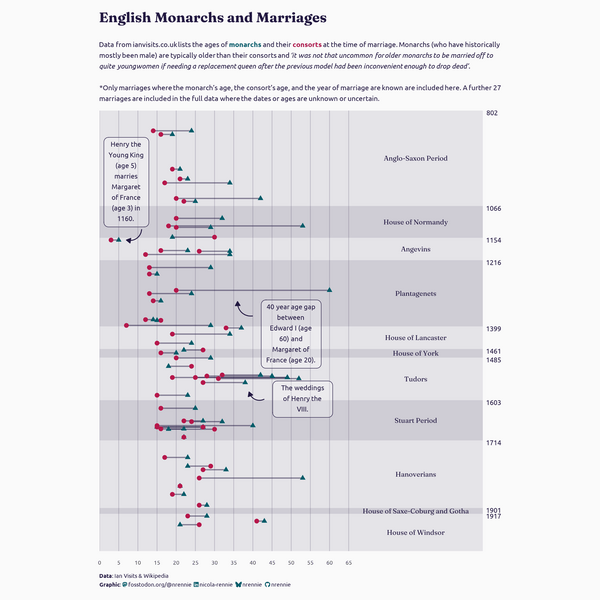 English Monarchs and Marriages
Data from ianvisits.co.uk lists the ages of monarchs and their consorts at the time of marriage. Monarchs (who have historically
mostly been male) are typically older than their consorts and 'it was not that uncommon for older monarchs to be married off to
quite young women if needing a replacement queen after the previous model had been inconvenient enough to drop dead'.
*Only marriages where the monarch's age, the consort's age, and the year of marriage are known are included here. A further 27
marriages are included in the full data where the dates or ages are unknown or uncertain.
802
Henry the
Young King
(age 5)
marries
Margaret
of France
(age 3) in
1160.
Anglo-Saxon Period
1066
House of Normandy
1154
Angevins
1216
Plantagenets
40 year age gap
between
Edward I (age
60) and
Margaret of
France (age 20).
1399
House of Lancaster
1461
House of York
1485
Tudors
The weddings
of Henry the
VIII.
1603
Stuart Period
1714
Hanoverians
1901
House of Saxe-Coburg and Gotha
1917
House of Windsor
0 5 10 15 20 25 30 35 40 45 50 55 60 65
Data: Ian Visits & Wikipedia
Graphic: fosstodon.org/@nrennie nicola-rennie nrennie nrennie